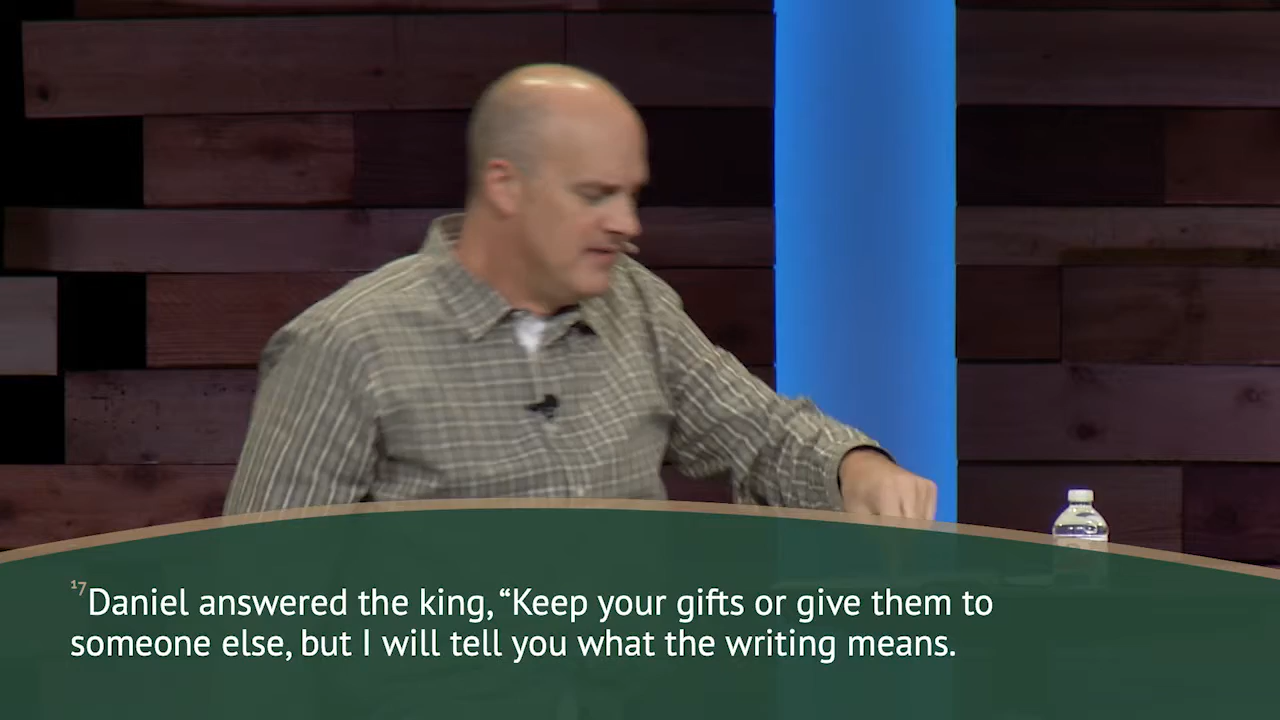 ¹⁷Daniel answered the king, “Keep your gifts or give them to
someone else, but I will tell you what the writing means.